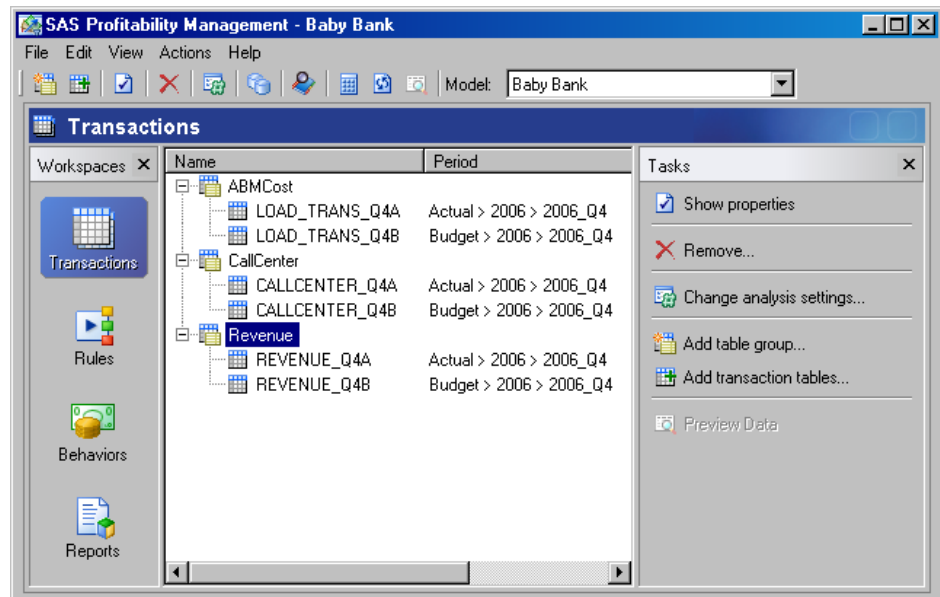 SAS Profitability Management - Baby Bank
File Edit View Actions Help
Model: Baby Bank
Transactions
Workspaces
Transactions
Rules
Behaviors
Reports
Name Period
ABMCost
LOAD_TRANS_Q4A Actual > 2006 > 2006_Q4
LOAD_TRANS_Q4B Budget > 2006 > 2006_Q4
CallCenter
CALLCENTER_Q4A Actual > 2006 > 2006_Q4
CALLCENTER_Q4B Budget > 2006 > 2006_Q4
Revenue
REVENUE_Q4A Actual > 2006 > 2006_Q4
REVENUE_Q4B Budget > 2006 > 2006_Q4
Tasks
Show properties
Remove...
Change analysis settings...
Add table group...
Add transaction tables...
Preview Data